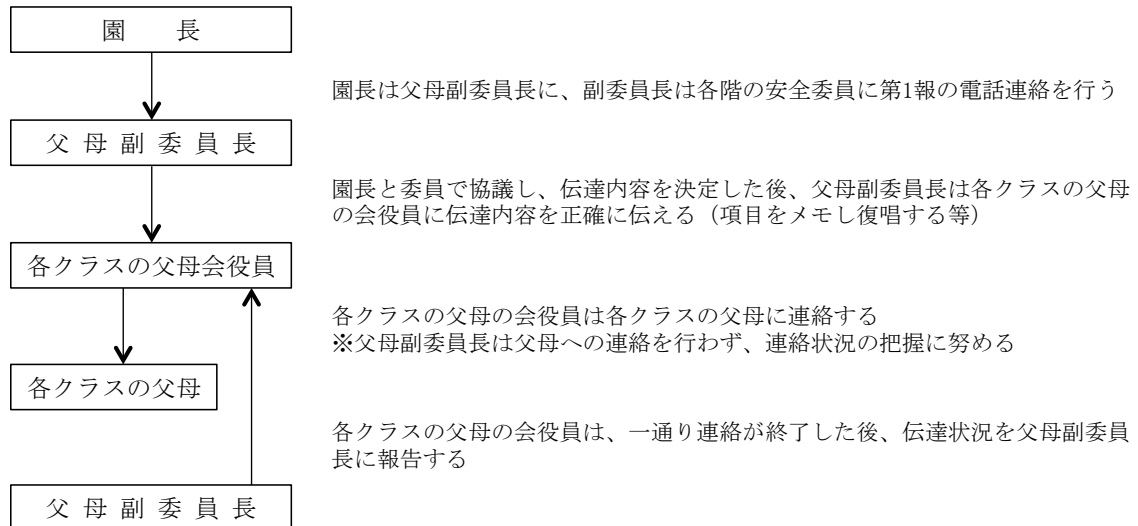 園　長
園長は父母副委員長に、副委員長は各階の安全委員に第1報の電話連絡を行う
父母副委員長
園長と委員で協議し、伝達内容を決定した後、父母副委員長は各クラスの父母
の会役員に伝達内容を正確に伝える（項目をメモし復唱する等）
各クラスの父母会役員
各クラスの父母の会役員は各クラスの父母に連絡する
※父母副委員長は父母への連絡を行わず、連絡状況の把握に努める
各クラスの父母
各クラスの父母の会役員は、一通り連絡が終了した後、伝達状況を父母副委員
長に報告する
父母副委員長